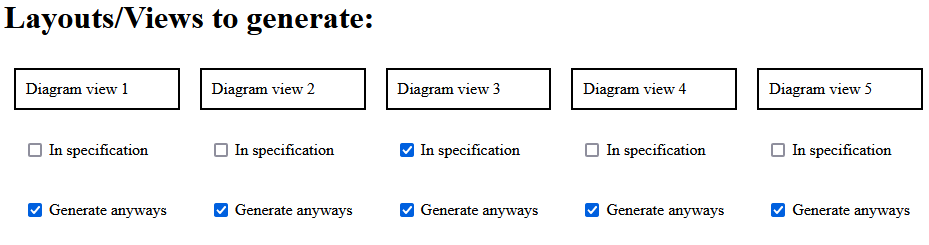 Layouts/Views to generate:
Diagram view 1 Diagram view 2 Diagram view 3 Diagram view 4 Diagram view 5
In specification In specification In specification In specification In specification
Generate anyways Generate anyways Generate anyways Generate anyways Generate anyways